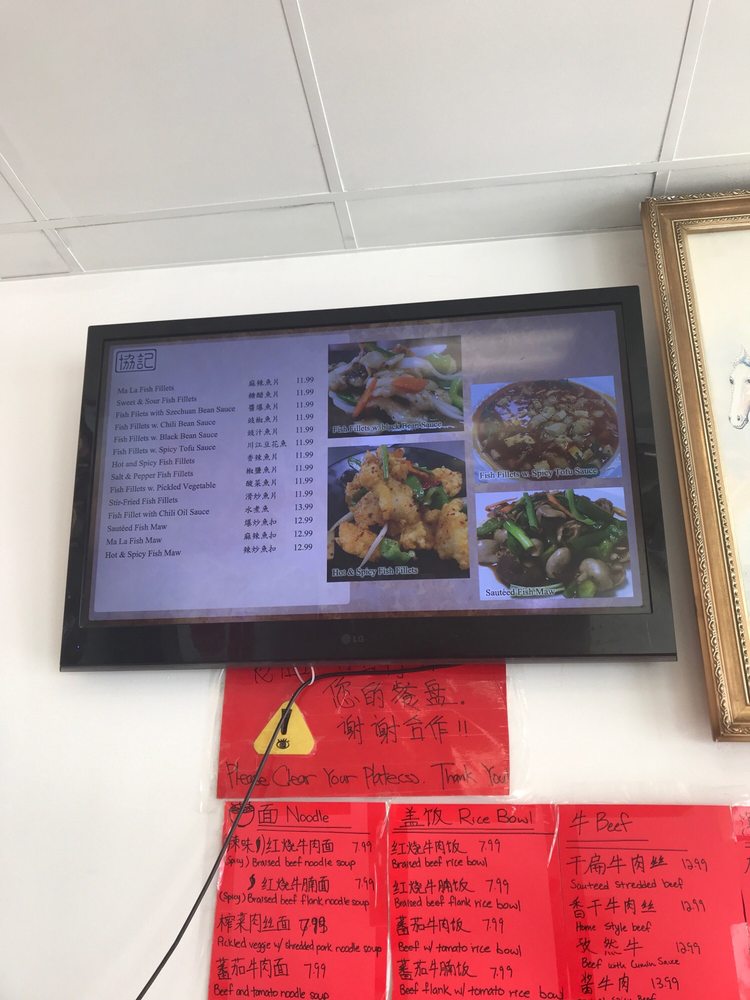 協記
Ma La Fish Fillets 麻辣魚片 11.99
Sweet & Sour Fish Fillets 糖醋魚片 11.99
Fish Filets with Szechuan Bean Sauce 醬爆魚片 11.99
Fish Fillets w. Chili Bean Sauce 豉椒魚片 11.99
Fish Fillets w. Black Bean Sauce 豉汁魚片 11.99
Fish Fillets w. Spicy Tofu Sauce 川江豆花魚 11.99
Hot and Spicy Fish Fillets 香辣魚片 11.99
Salt & Pepper Fish Fillets 椒鹽魚片 11.99
Fish Fillets w. Pickled Vegetable 酸菜魚片 11.99
Stir-Fried Fish Fillets 滑炒魚片 11.99
Fish Fillet with Chili Oil Sauce 水煮魚 13.99
Sautéed Fish Maw 爆炒魚扣 12.99
Ma La Fish Maw 麻辣魚扣 12.99
Hot & Spicy Fish Maw 辣炒魚扣 12.99
Fish Fillets w. Black Bean Sauce
Fish Fillets w. Spicy Tofu Sauce
Hot & Spicy Fish Fillets
Sautéed Fish Maw
LG
您的餐盘.
谢谢合作!!
Please Clear Your Platecs. Thank You!
面 Noodle
辣味 红烧牛肉面 7.99
(Spicy) Braised beef noodle soup
红烧牛腩面 7.99
(Spicy) Braised beef flank noodle soup
榨菜肉丝面 7.99
Pickled veggie w/ shredded pork noodle soup
蕃茄牛肉面 7.99
Beef and tomato noodle soup
盖饭 Rice Bowl
红烧牛肉饭 7.99
Braised beef rice bowl
红烧牛腩饭 7.99
Braised beef flank rice bowl
蕃茄牛肉饭 7.99
Beef w/ tomato rice bowl
蕃茄牛腩饭 7.99
Beef flank w/ tomato rice bowl
牛 Beef
干扁牛肉丝 12.99
Sauteed shredded beef
香干牛肉丝 12.99
Home style beef
孜然牛 12.99
Beef with Cumin Sauce
酱牛肉 13.99